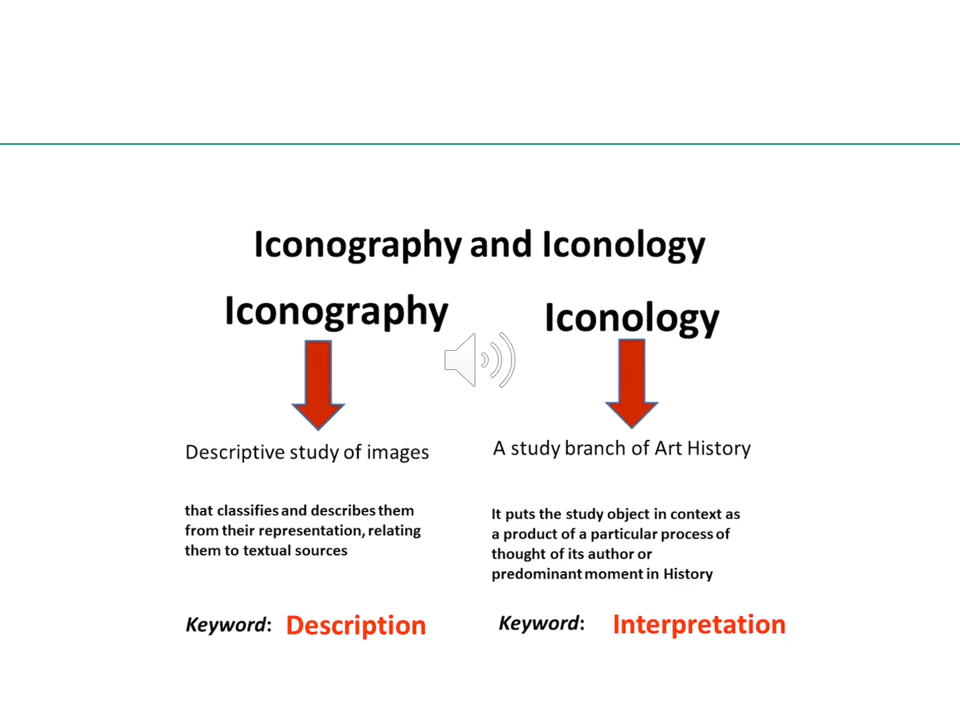 Iconography and Iconology
Iconography
Iconology
Descriptive study of images
A study branch of Art History
that classifies and describes them
from their representation, relating
them to textual sources
It puts the study object in context as
a product of a particular process of
thought of its author or
predominant moment in History
Keyword: Description
Keyword: Interpretation